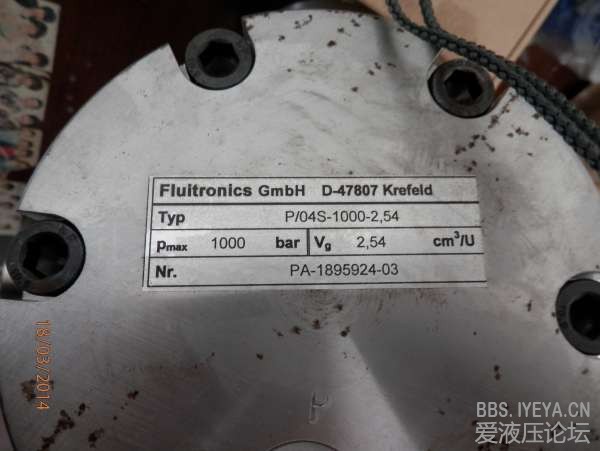 Fluitronics GmbH D-47807 Krefeld
Typ P/04S-1000-2,54
pmax 1000 bar Vg 2,54 cm³/U
Nr. PA-1895924-03
18/03/2014
BBS.IYEYA.CN
爱液压论坛